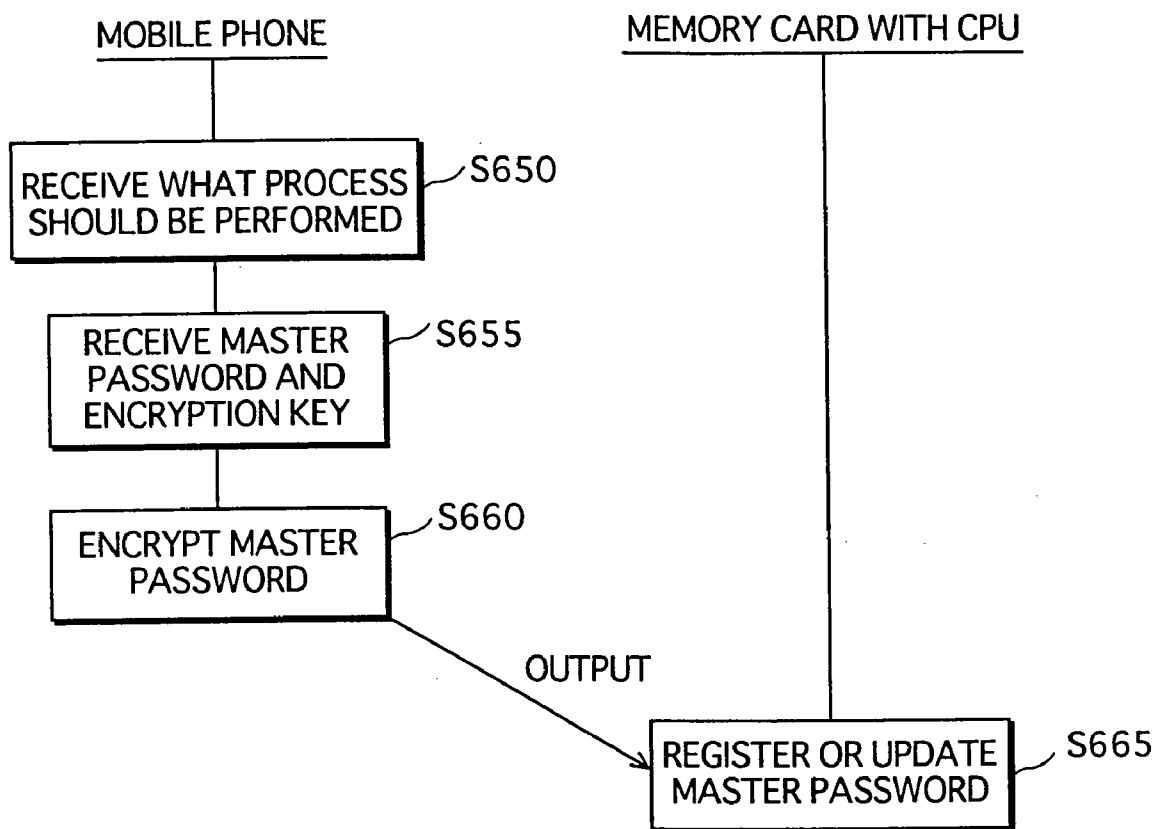 MOBILE PHONE
MEMORY CARD WITH CPU
RECEIVE WHAT PROCESS
SHOULD BE PERFORMED
S650
RECEIVE MASTER
PASSWORD AND
ENCRYPTION KEY
S655
ENCRYPT MASTER
PASSWORD
S660
OUTPUT
REGISTER OR UPDATE
MASTER PASSWORD
S665